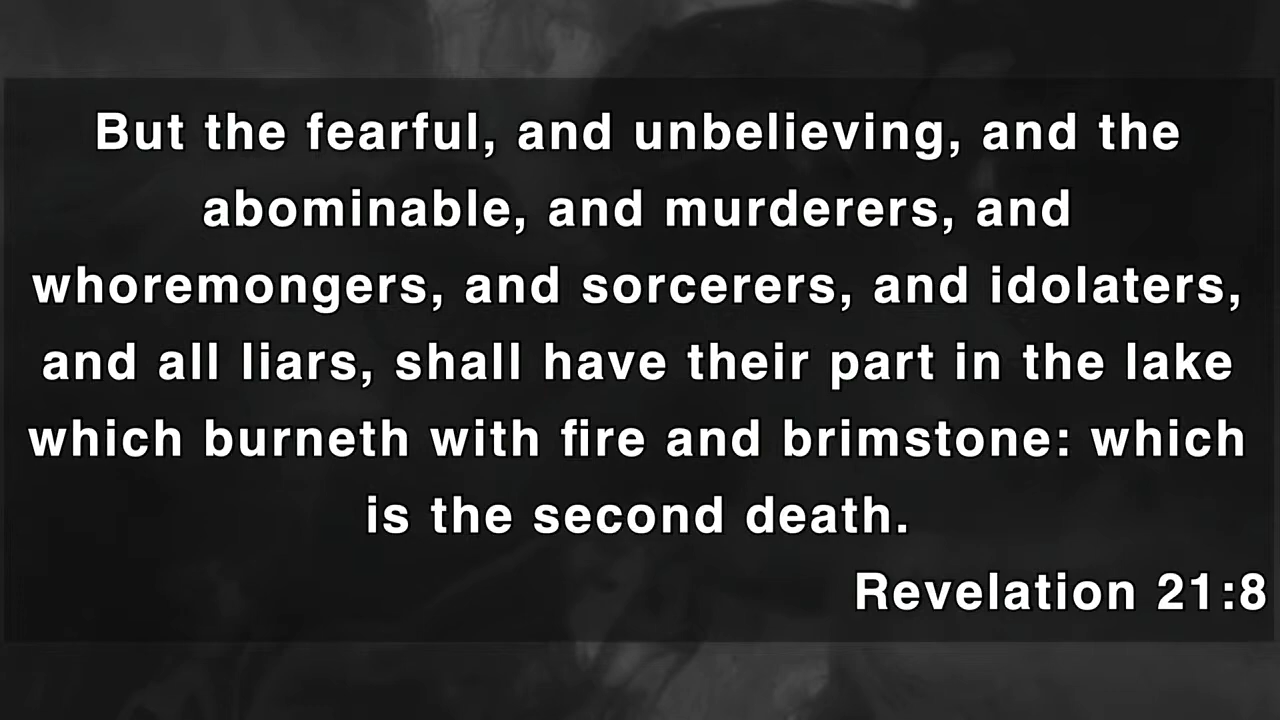 But the fearful, and unbelieving, and the
abominable, and murderers, and
whoremongers, and sorcerers, and idolaters,
and all liars, shall have their part in the lake
which burneth with fire and brimstone: which
is the second death.
Revelation 21:8